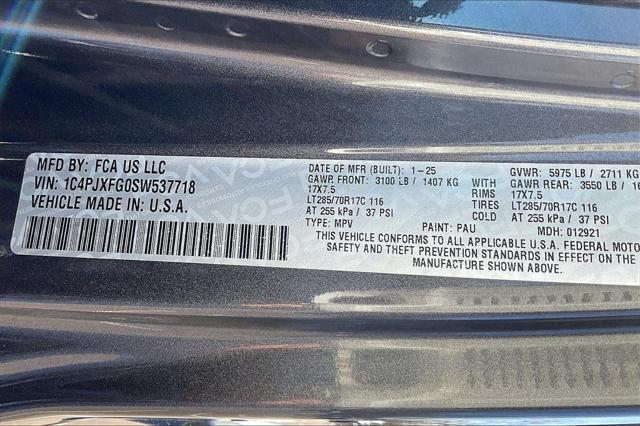 MFD BY: FCA US LLC
VIN: 1C4PJXFG0SW537718
VEHICLE MADE IN: U.S.A.
DATE OF MFR (BUILT): 1-25 GVWR: 5975 LB / 2711 KG
GAWR FRONT: 3100 LB / 1407 KG WITH GAWR REAR: 3550 LB /
17X7.5 RIMS 17X7.5
LT285/70R17C 116 TIRES LT285/70R17C 116
AT 255 kPa / 37 PSI COLD AT 255 kPa / 37 PSI
TYPE: MPV PAINT: PAU MDH: 012921
THIS VEHICLE CONFORMS TO ALL APPLICABLE U.S.A. FEDERAL
SAFETY AND THEFT PREVENTION STANDARDS IN EFFECT ON THE
MANUFACTURE SHOWN ABOVE.